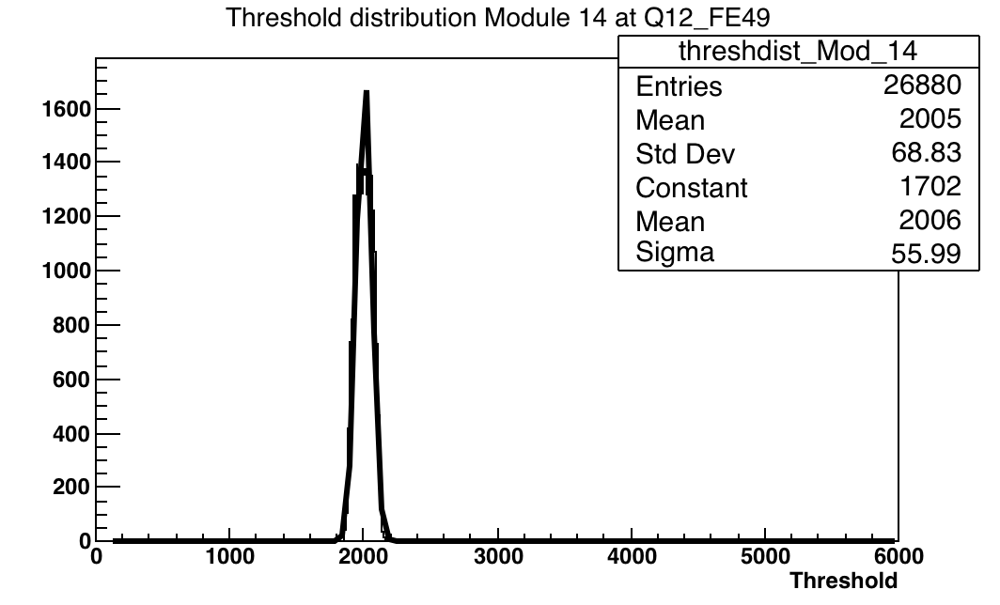 Threshold distribution Module 14 at Q12_FE49
threshdist_Mod_14
Entries 26880
Mean 2005
Std Dev 68.83
Constant 1702
Mean 2006
Sigma 55.99
1600
1400
1200
1000
800
600
400
200
0
0 1000 2000 3000 4000 5000 6000
Threshold